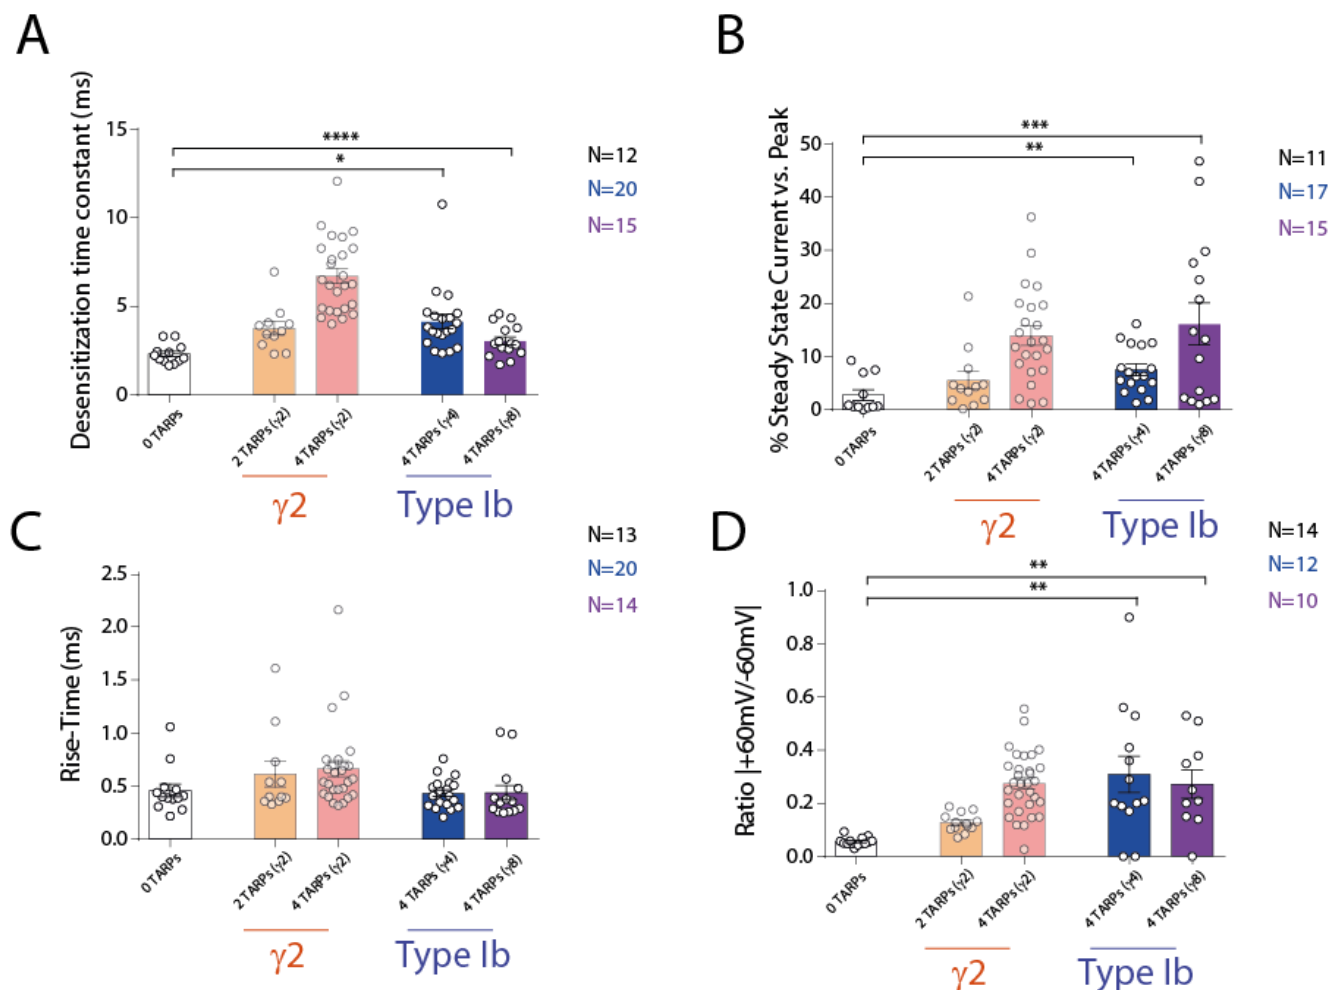 A
Desensitization time constant (ms)
15
10
5
0
****
*
N=12
N=20
N=15
0 TARPs
2 TARPs (γ2)
4 TARPs (γ2)
4 TARPs (γ4)
4 TARPs (γ8)
γ2
Type Ib
B
% Steady State Current vs. Peak
50
40
30
20
10
0
***
**
N=11
N=17
N=15
0 TARPs
2 TARPs (γ2)
4 TARPs (γ2)
4 TARPs (γ4)
4 TARPs (γ8)
γ2
Type Ib
C
Rise-Time (ms)
2.5
2.0
1.5
1.0
0.5
0.0
N=13
N=20
N=14
0 TARPs
2 TARPs (γ2)
4 TARPs (γ2)
4 TARPs (γ4)
4 TARPs (γ8)
γ2
Type Ib
D
Ratio |+60mV/-60mV|
1.0
0.8
0.6
0.4
0.2
0.0
**
**
N=14
N=12
N=10
0 TARPs
2 TARPs (γ2)
4 TARPs (γ2)
4 TARPs (γ4)
4 TARPs (γ8)
γ2
Type Ib